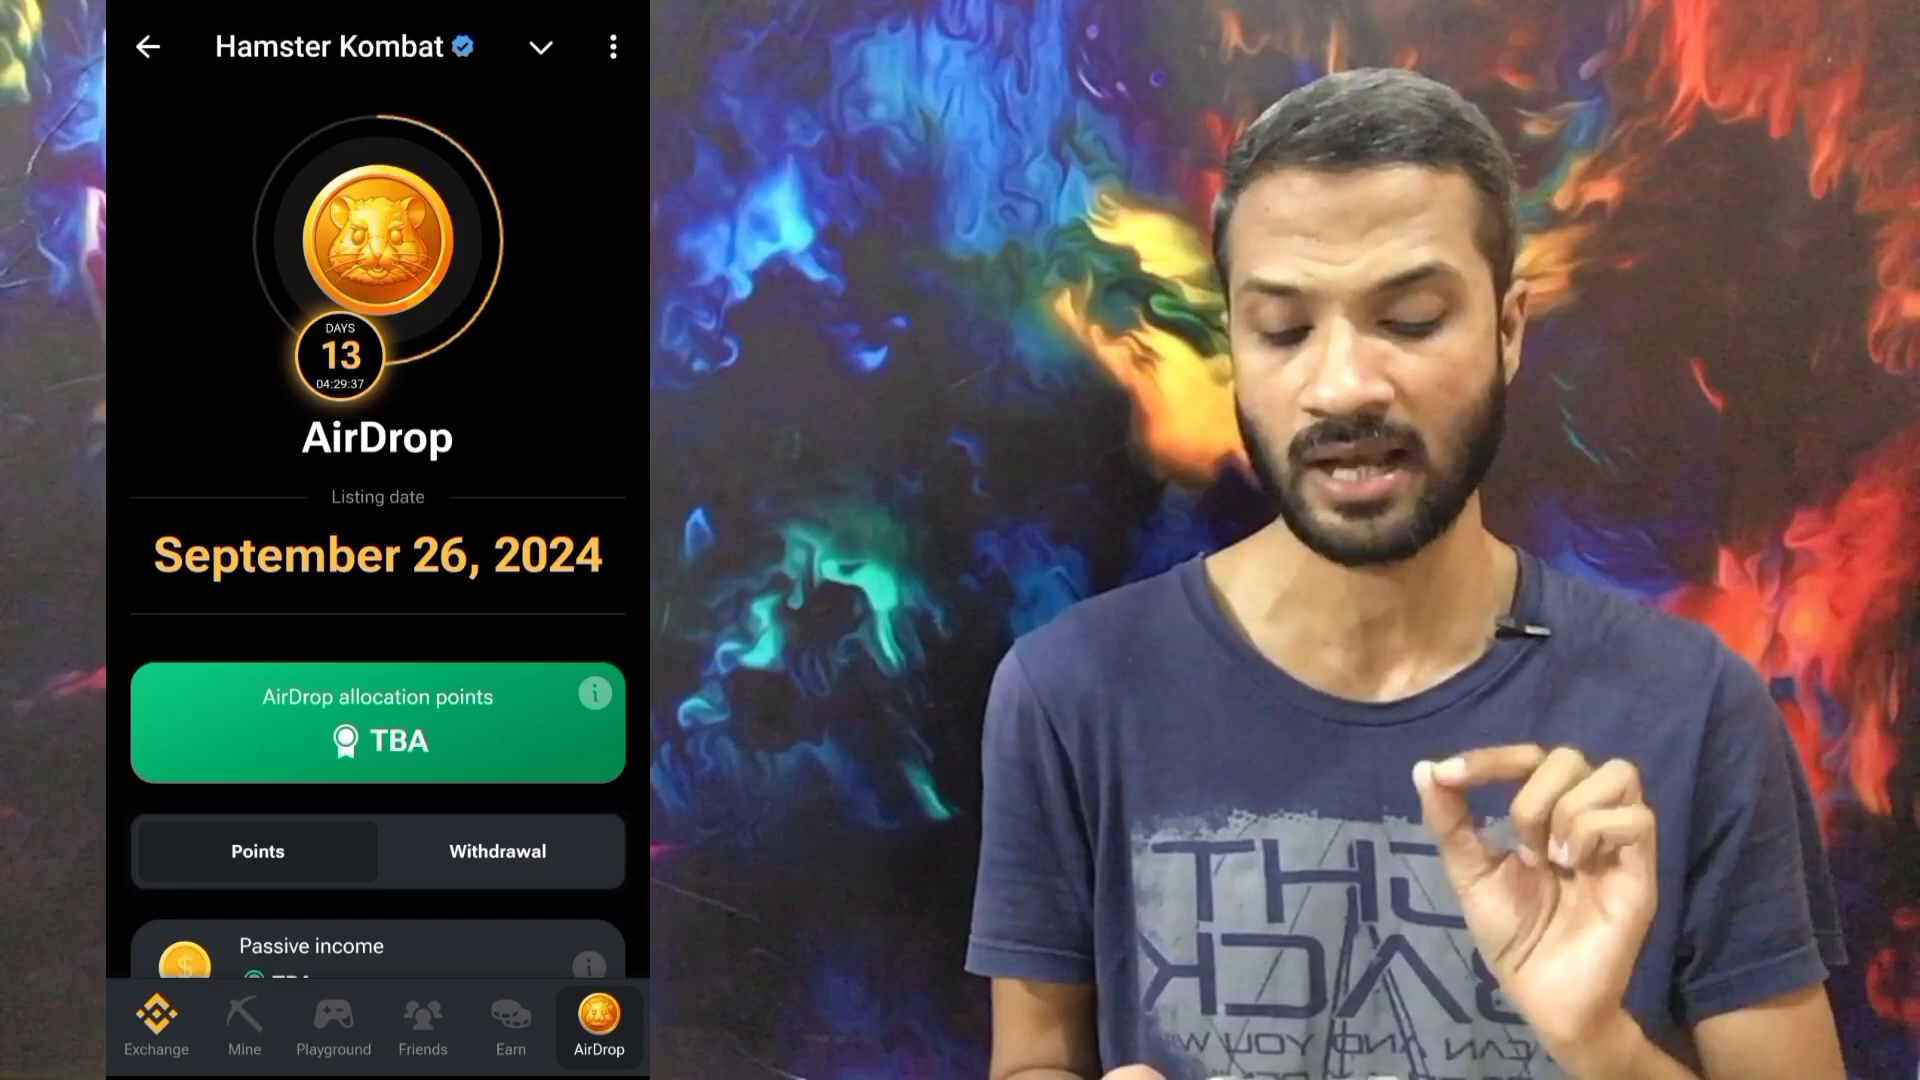 Hamster Kombat
DAYS
13
04:29:37
AirDrop
Listing date
September 26, 2024
AirDrop allocation points
TBA
Points
Withdrawal
Passive income
Exchange
Mine
Playground
Friends
Earn
AirDrop